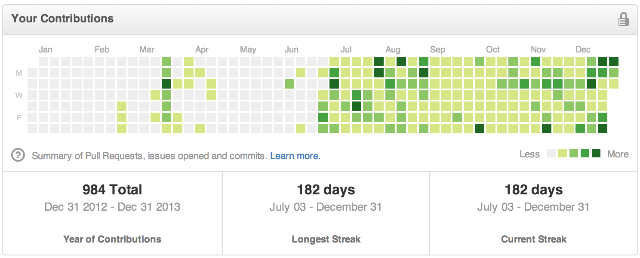 Your Contributions
Jan Feb Mar Apr May Jun Jul Aug Sep Oct Nov Dec
M
W
F
? Summary of Pull Requests, issues opened and commits. Learn more. Less More
984 Total 182 days 182 days
Dec 31 2012 - Dec 31 2013 July 03 - December 31 July 03 - December 31
Year of Contributions Longest Streak Current Streak